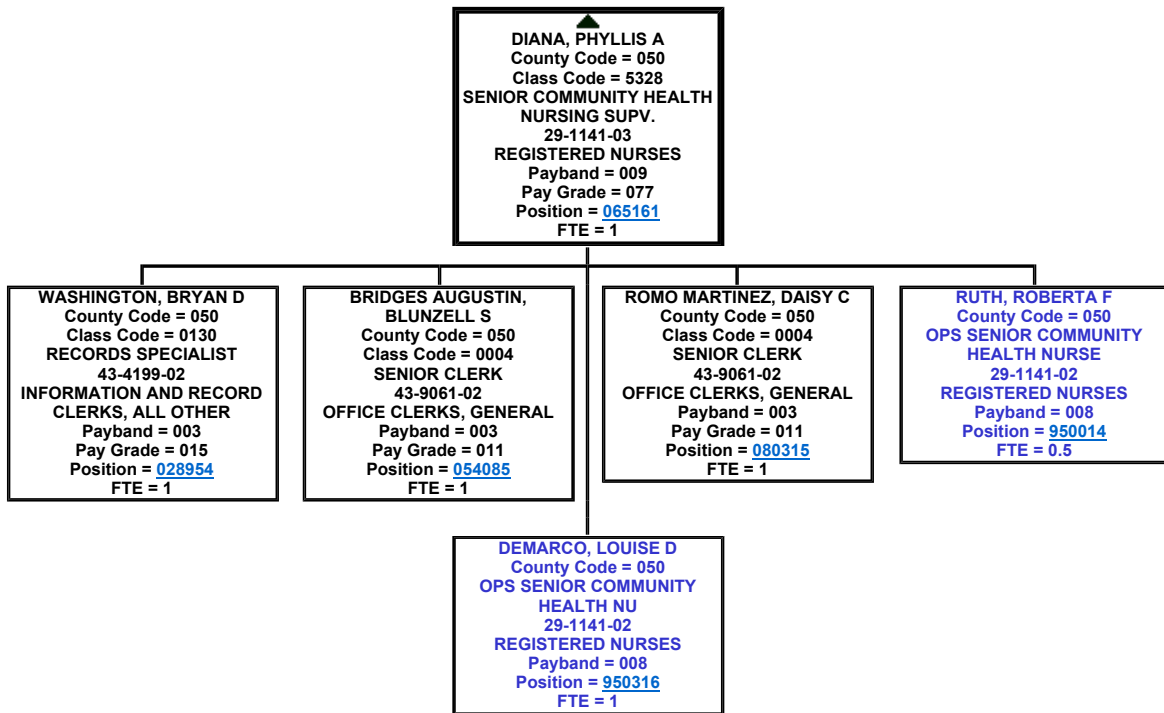 DIANA, PHYLLIS A
County Code = 050
Class Code = 5328
SENIOR COMMUNITY HEALTH
NURSING SUPV.
29-1141-03
REGISTERED NURSES
Payband = 009
Pay Grade = 077
Position = 065161
FTE = 1
WASHINGTON, BRYAN D
County Code = 050
Class Code = 0130
RECORDS SPECIALIST
43-4199-02
INFORMATION AND RECORD
CLERKS, ALL OTHER
Payband = 003
Pay Grade = 015
Position = 028954
FTE = 1
BRIDGES AUGUSTIN,
BLUNZELL S
County Code = 050
Class Code = 0004
SENIOR CLERK
43-9061-02
OFFICE CLERKS, GENERAL
Payband = 003
Pay Grade = 011
Position = 054085
FTE = 1
ROMO MARTINEZ, DAISY C
County Code = 050
Class Code = 0004
SENIOR CLERK
43-9061-02
OFFICE CLERKS, GENERAL
Payband = 003
Pay Grade = 011
Position = 080315
FTE = 1
RUTH, ROBERTA F
County Code = 050
OPS SENIOR COMMUNITY
HEALTH NURSE
29-1141-02
REGISTERED NURSES
Payband = 008
Position = 950014
FTE = 0.5
DEMARCO, LOUISE D
County Code = 050
OPS SENIOR COMMUNITY
HEALTH NU
29-1141-02
REGISTERED NURSES
Payband = 008
Position = 950316
FTE = 1